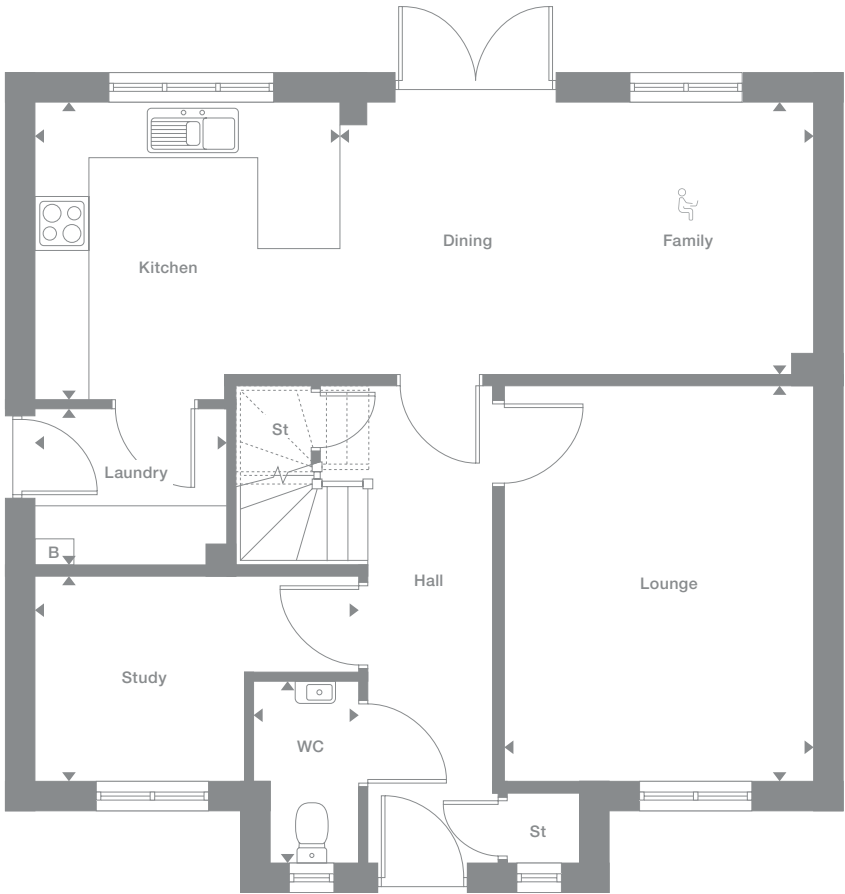 Dining
Family
Kitchen
St
Laundry
B
Hall
Lounge
Study
WC
St